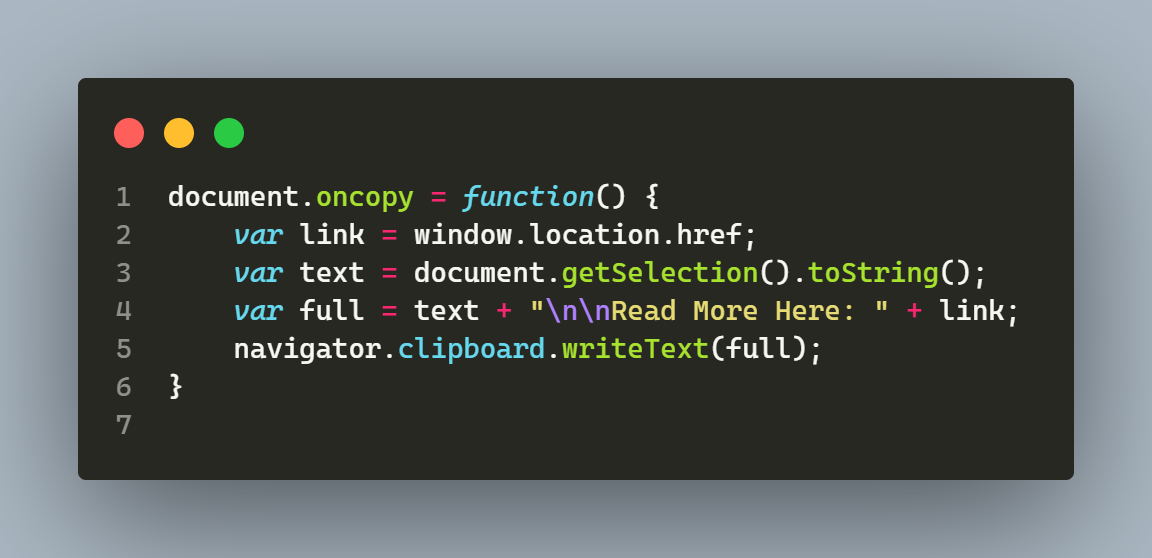 1 document.oncopy = function() {
2     var link = window.location.href;
3     var text = document.getSelection().toString();
4     var full = text + "\n\nRead More Here: " + link;
5     navigator.clipboard.writeText(full);
6 }
7